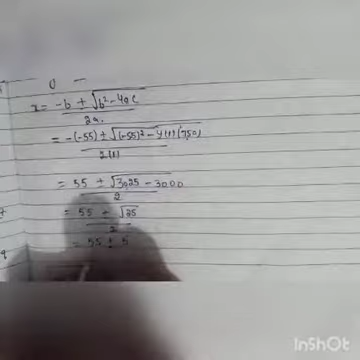 x = -b ± √b² - 4ac
2a
= -(-55) ± √(-55)² - 4(1)(750)
2(1)
= 55 ± √3025 - 3000
2
= 55 ± √25
2
= 55 ± 5
InShOt